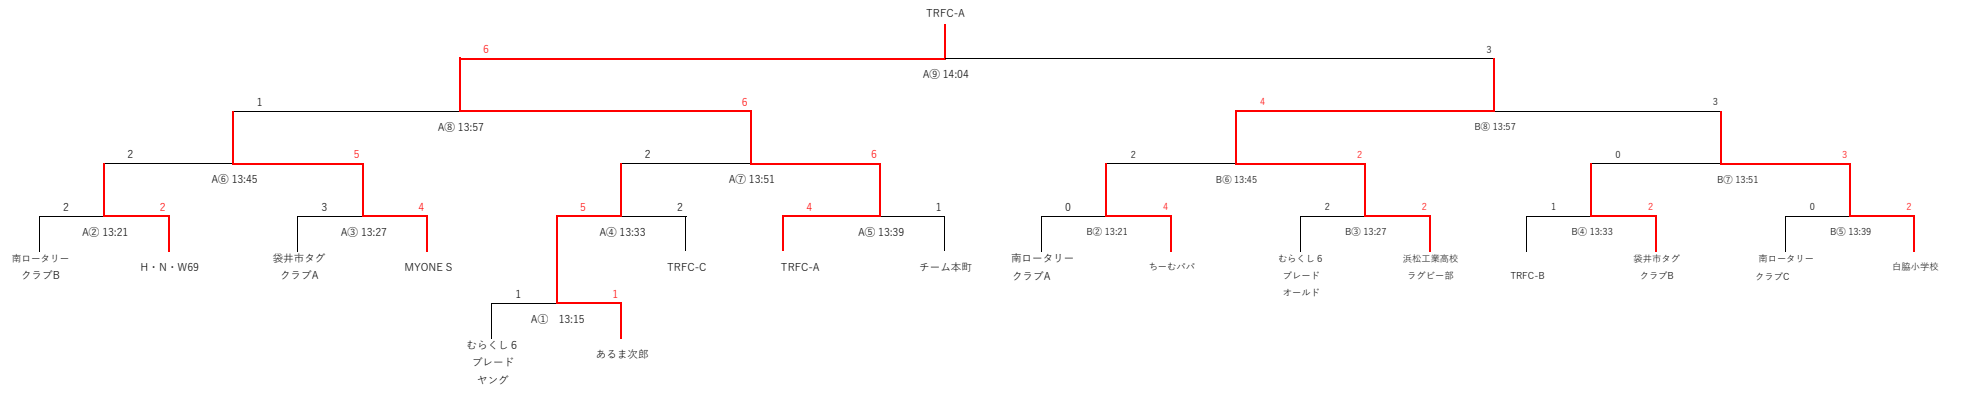 TRFC-A
6
3
A⑨ 14:04
1
6
4
3
A⑧ 13:57
B⑧ 13:57
2
5
2
6
2
2
0
3
A⑥ 13:45
A⑦ 13:51
B⑥ 13:45
B⑦ 13:51
2
2
3
4
5
2
4
1
0
4
2
2
1
2
0
2
A② 13:21
A③ 13:27
A④ 13:33
A⑤ 13:39
B② 13:21
B③ 13:27
B④ 13:33
B⑤ 13:39
南ロータリー
クラブB
H・N・W69
袋井市タグ
クラブA
MYONE S
TRFC-C
TRFC-A
チーム本町
南ロータリー
クラブA
ちーむパパ
むらくし6
ブレード
オールド
浜松工業高校
ラグビー部
TRFC-B
袋井市タグ
クラブB
南ロータリー
クラブC
白脇小学校
1
1
A① 13:15
むらくし6
ブレード
ヤング
あるま次郎